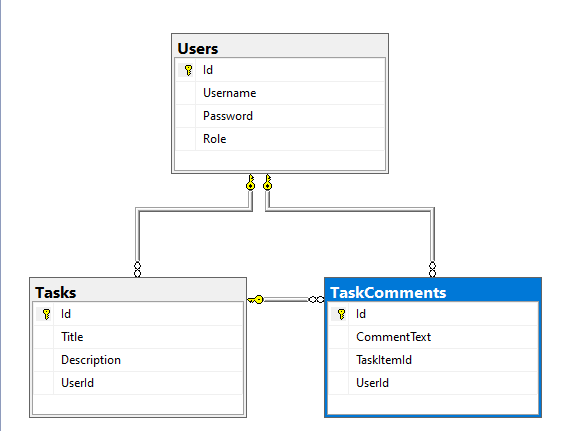 Users
Id
Username
Password
Role
Tasks
Id
Title
Description
UserId
TaskComments
Id
CommentText
TaskItemId
UserId